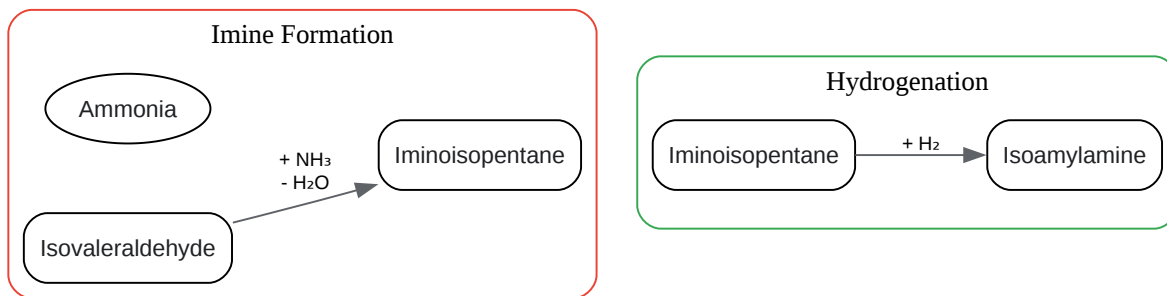 Imine Formation
Ammonia
+ NH₃
- H₂O
Iminoisopentane
Isovaleraldehyde
Hydrogenation
Iminoisopentane
+ H₂
Isoamylamine